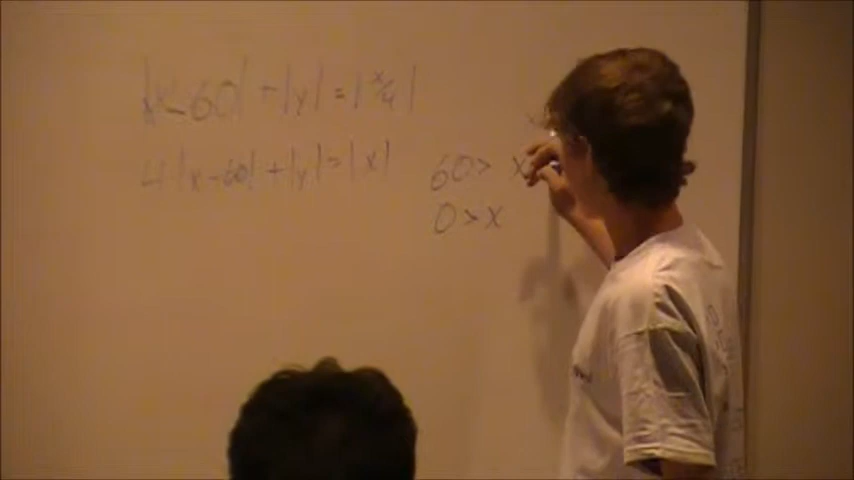 |x-60| + |y| = |x/4|
4|x-60| + |y| = |x|
60 > x
0 > x